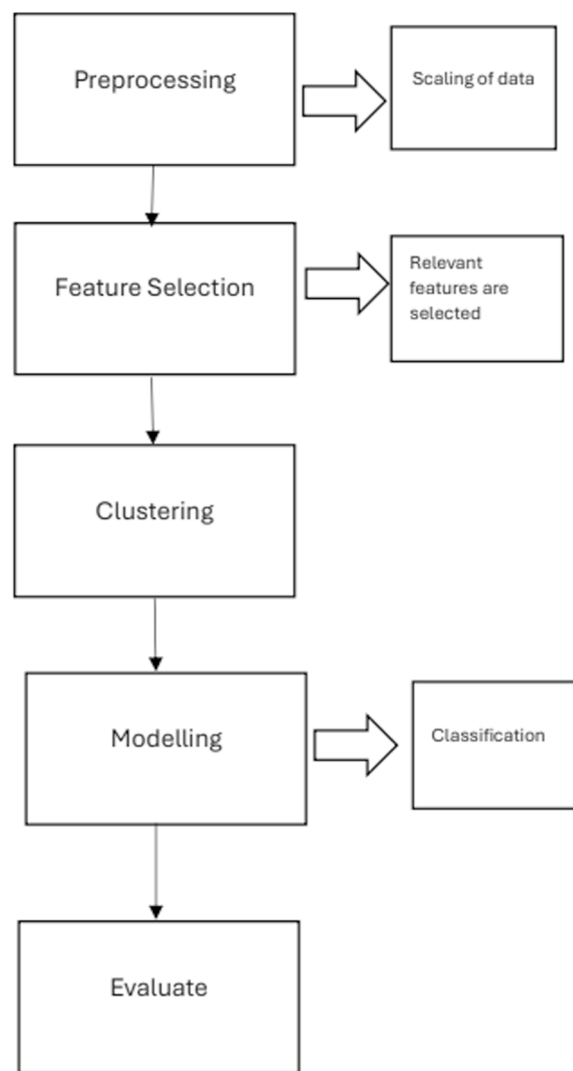 Preprocessing
Scaling of data
Feature Selection
Relevant
features are
selected
Clustering
Modelling
Classification
Evaluate